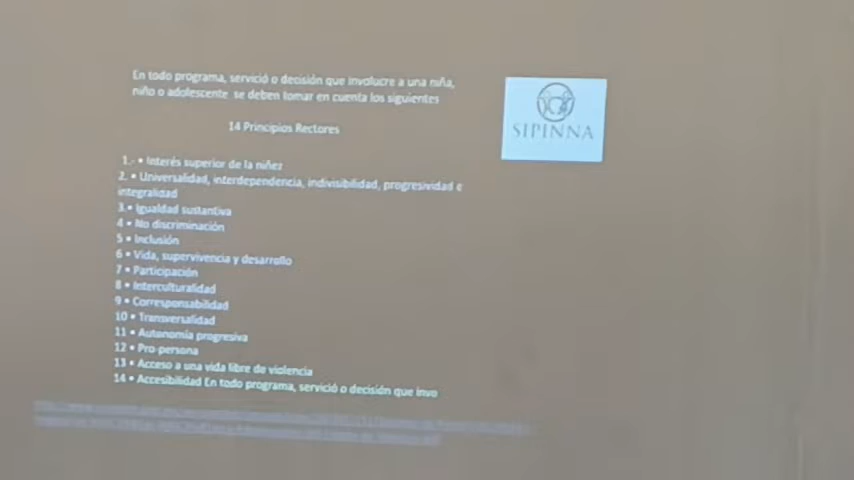 En todo programa, servició o decisión que involucre a una niña,
niño o adolescente se deben tomar en cuenta los siguientes
14 Principios Rectores
SIPINNA
1.- • Interés superior de la niñez
2. • Universalidad, interdependencia, indivisibilidad, progresividad e
integralidad
3.• Igualdad sustantiva
4 • No discriminación
5 • Inclusión
6 • Vida, supervivencia y desarrollo
7 • Participación
8 • Interculturalidad
9 • Corresponsabilidad
10 • Transversalidad
11 • Autonomía progresiva
12 • Pro-persona
13 • Acceso a una vida libre de violencia
14 • Accesibilidad En todo programa, servició o decisión que invo